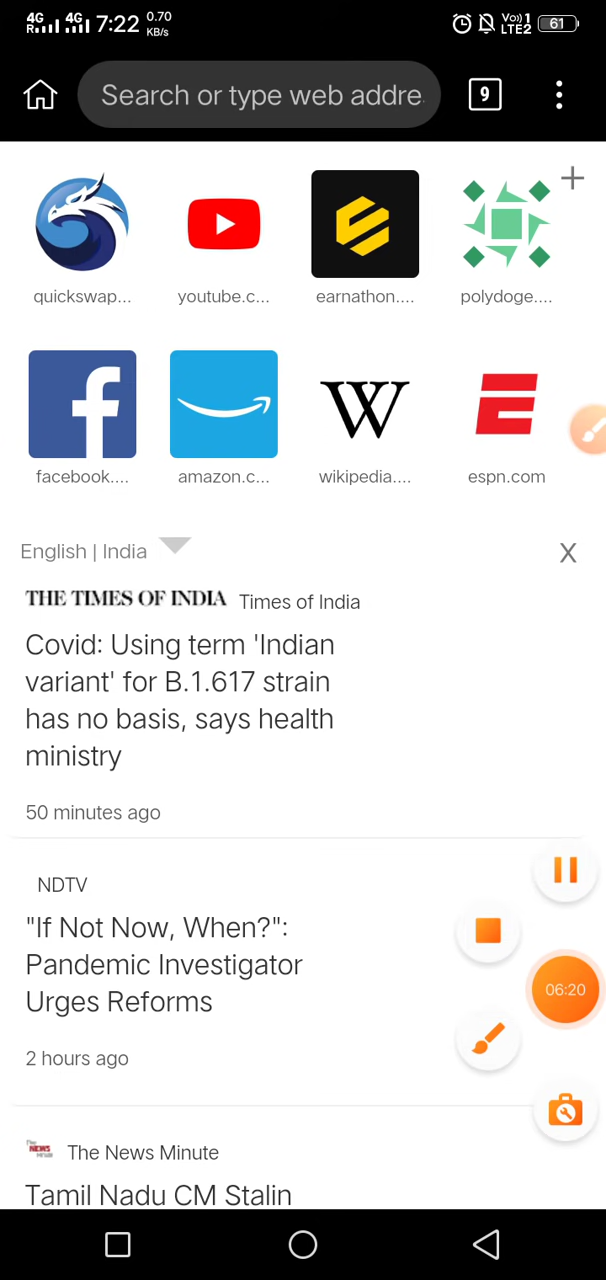 4G 4G 7:22 0.70 Vo)) 1 61
R KB/s LTE2
Search or type web addre
9
quickswap... youtube.c... earnathon.... polydoge....
facebook.... amazon.c... wikipedia.... espn.com
English | India X
THE TIMES OF INDIA Times of India
Covid: Using term 'Indian
variant' for B.1.617 strain
has no basis, says health
ministry
50 minutes ago
NDTV
"If Not Now, When?":
Pandemic Investigator
Urges Reforms
06:20
2 hours ago
The News Minute
Tamil Nadu CM Stalin